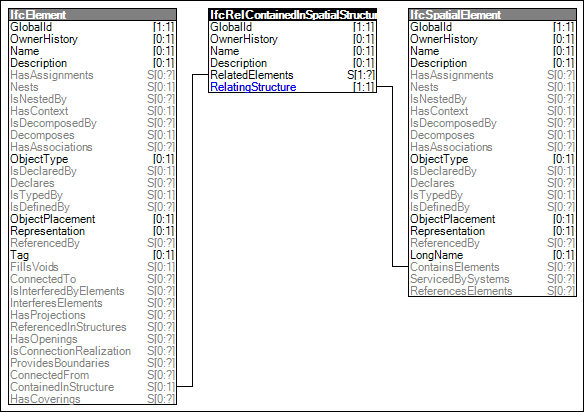 IfcElement
GlobalId [1:1]
OwnerHistory [0:1]
Name [0:1]
Description [0:1]
HasAssignments S[0:?]
Nests S[0:1]
IsNestedBy S[0:?]
HasContext S[0:1]
IsDecomposedBy S[0:?]
Decomposes S[0:1]
HasAssociations S[0:?]
ObjectType [0:1]
IsDeclaredBy S[0:1]
Declares S[0:?]
IsTypedBy S[0:1]
IsDefinedBy S[0:?]
ObjectPlacement [0:1]
Representation [0:1]
ReferencedBy S[0:?]
Tag [0:1]
FillsVoids S[0:1]
ConnectedTo S[0:?]
IsInterferedByElements S[0:?]
InterferesElements S[0:?]
HasProjections S[0:?]
ReferencedInStructures S[0:?]
HasOpenings S[0:?]
IsConnectionRealization S[0:?]
ProvidesBoundaries S[0:?]
ConnectedFrom S[0:?]
ContainedInStructure S[0:1]
HasCoverings S[0:?]
IfcRelContainedInSpatialStructur
GlobalId [1:1]
OwnerHistory [0:1]
Name [0:1]
Description [0:1]
RelatedElements S[1:?]
RelatingStructure [1:1]
IfcSpatialElement
GlobalId [1:1]
OwnerHistory [0:1]
Name [0:1]
Description [0:1]
HasAssignments S[0:?]
Nests S[0:1]
IsNestedBy S[0:?]
HasContext S[0:1]
IsDecomposedBy S[0:?]
Decomposes S[0:1]
HasAssociations S[0:?]
ObjectType [0:1]
IsDeclaredBy S[0:1]
Declares S[0:?]
IsTypedBy S[0:1]
IsDefinedBy S[0:?]
ObjectPlacement [0:1]
Representation [0:1]
ReferencedBy S[0:?]
LongName [0:1]
ContainsElements S[0:?]
ServicedBySystems S[0:?]
ReferencesElements S[0:?]